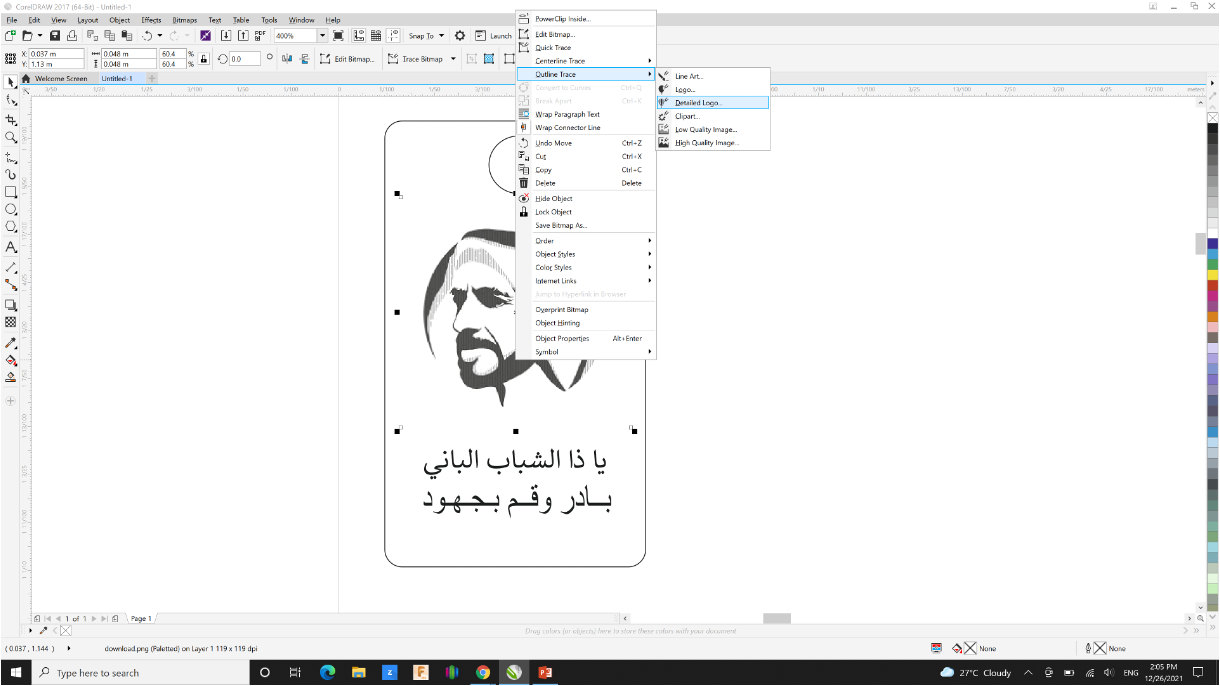 CorelDRAW 2017 (64-Bit) - Untitled-1
File Edit View Layout Object Effects Bitmaps Text Table Tools Window Help
400% Snap To Launch
X: 0.037 m
Y: 1.13 m
0.048 m
0.048 m
60.4 %
60.4 %
0.0
Edit Bitmap...
Trace Bitmap
Welcome Screen
Untitled-1
meters
PowerClip Inside...
Edit Bitmap...
Quick Trace
Centerline Trace
Outline Trace
Convert to Curves Ctrl+Q
Break Apart Ctrl+K
Wrap Paragraph Text
Wrap Connector Line
Undo Move Ctrl+Z
Cut Ctrl+X
Copy Ctrl+C
Delete Delete
Hide Object
Lock Object
Save Bitmap As...
Order
Object Styles
Color Styles
Internet Links
Jump to Hyperlink in Browser
Overprint Bitmap
Object Hinting
Object Properties Alt+Enter
Symbol
Line Art...
Logo...
Detailed Logo...
Clipart...
Low Quality Image...
High Quality Image...
يا ذا الشباب الباني
بـادر وقـم بـجـهـود
1 of 1
Page 1
Drag colors (or objects) here to store these colors with your document
( 0.037 , 1.144 )
download.png (Paletted) on Layer 1 119 x 119 dpi
None
None
Type here to search
27°C Cloudy
ENG
2:05 PM
12/26/2021